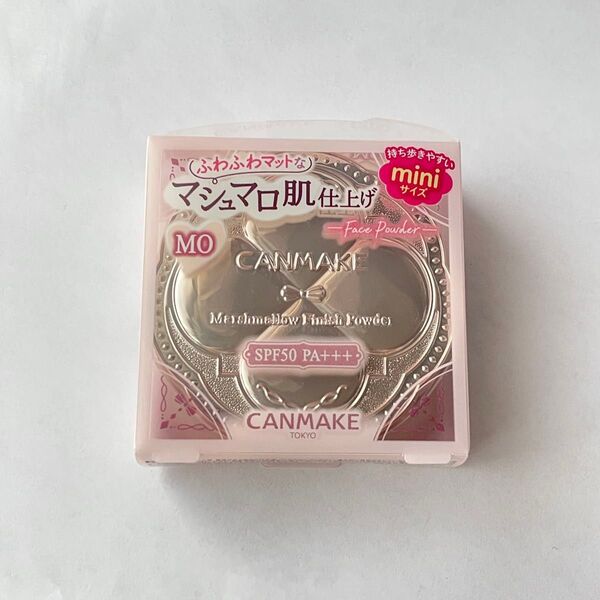 ふわふわマットな
マシュマロ肌仕上げ
持ち歩きやすい
mini
サイズ
Face Powder
MO
CANMAKE
Marshmallow Finish Powder
SPF50 PA+++
CANMAKE
TOKYO